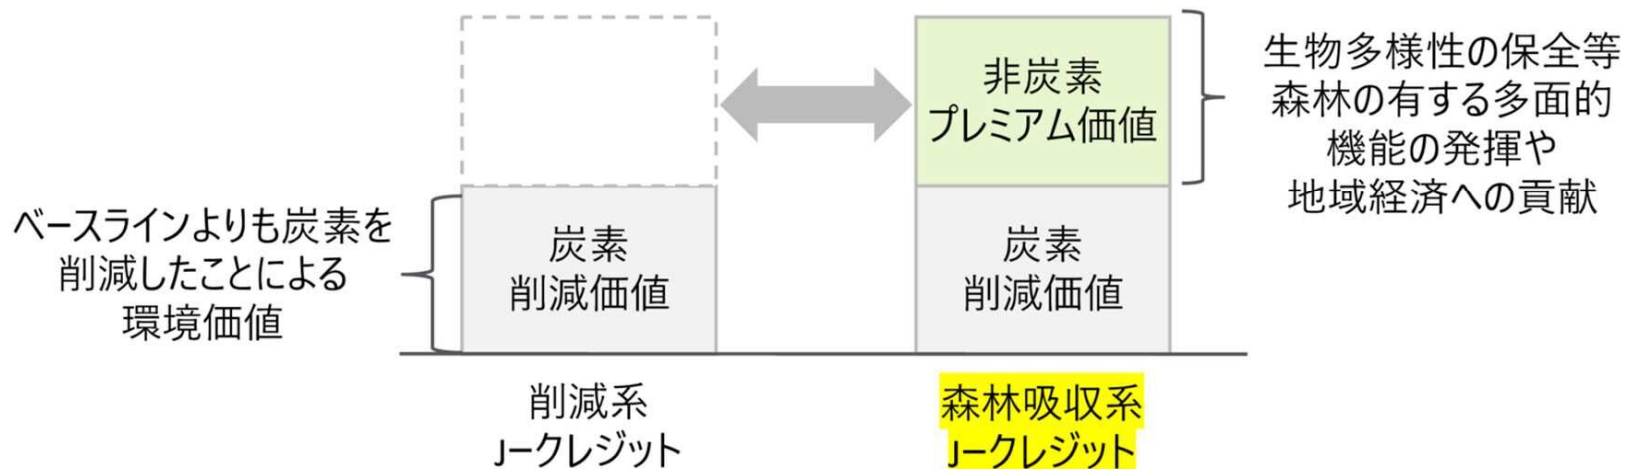 ベースラインよりも炭素を
削減したことによる
環境価値
炭素
削減価値
削減系
J-クレジット
非炭素
プレミアム価値
炭素
削減価値
森林吸収系
J-クレジット
生物多様性の保全等
森林の有する多面的
機能の発揮や
地域経済への貢献